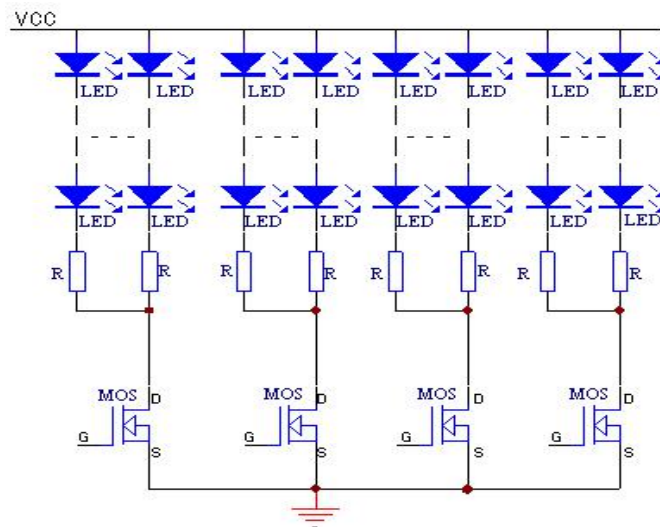 VCC
LED LED LED LED LED LED LED LED
LED LED LED LED LED LED LED LED
R R R R R R R R
MOS D MOS D MOS D MOS D
G S G S G S G S